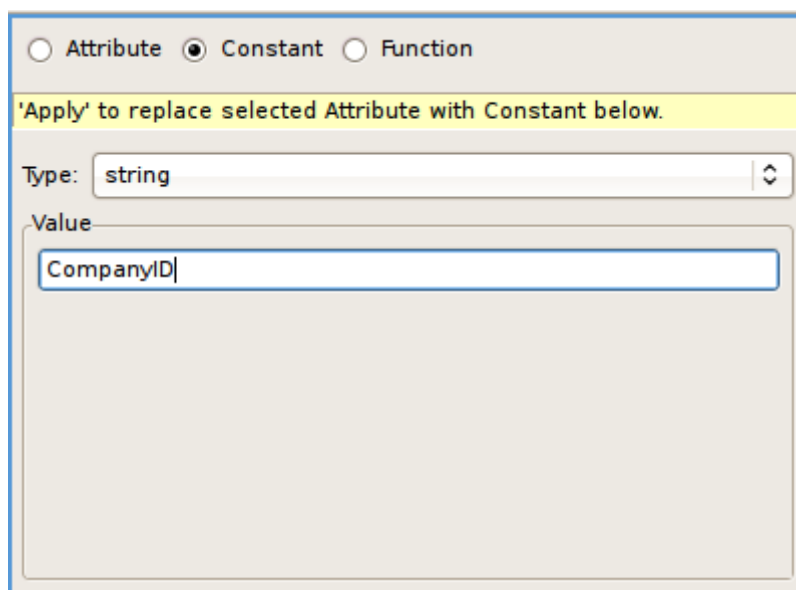 Attribute Constant Function
'Apply' to replace selected Attribute with Constant below.
Type: string
Value
CompanyID